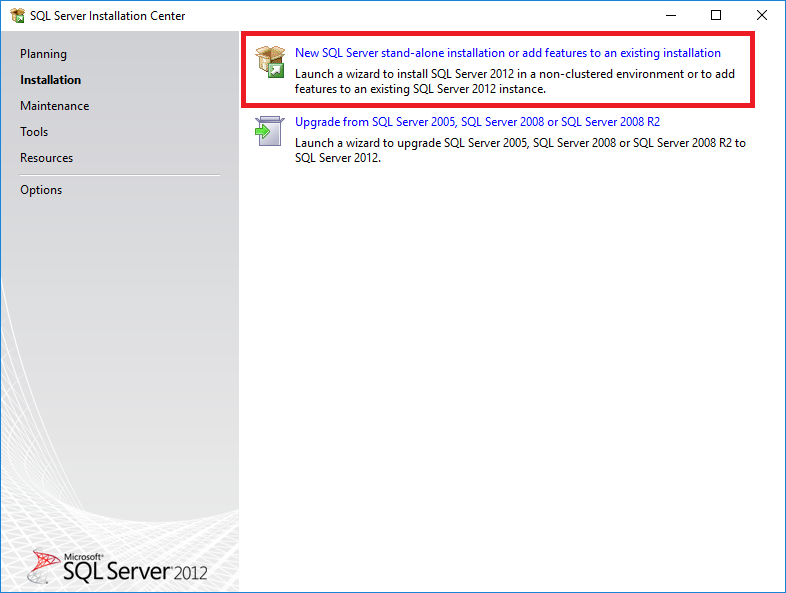 SQL Server Installation Center
Planning
Installation
Maintenance
Tools
Resources
Options
New SQL Server stand-alone installation or add features to an existing installation
Launch a wizard to install SQL Server 2012 in a non-clustered environment or to add
features to an existing SQL Server 2012 instance.
Upgrade from SQL Server 2005, SQL Server 2008 or SQL Server 2008 R2
Launch a wizard to upgrade SQL Server 2005, SQL Server 2008 or SQL Server 2008 R2 to
SQL Server 2012.
Microsoft®
SQL Server®2012